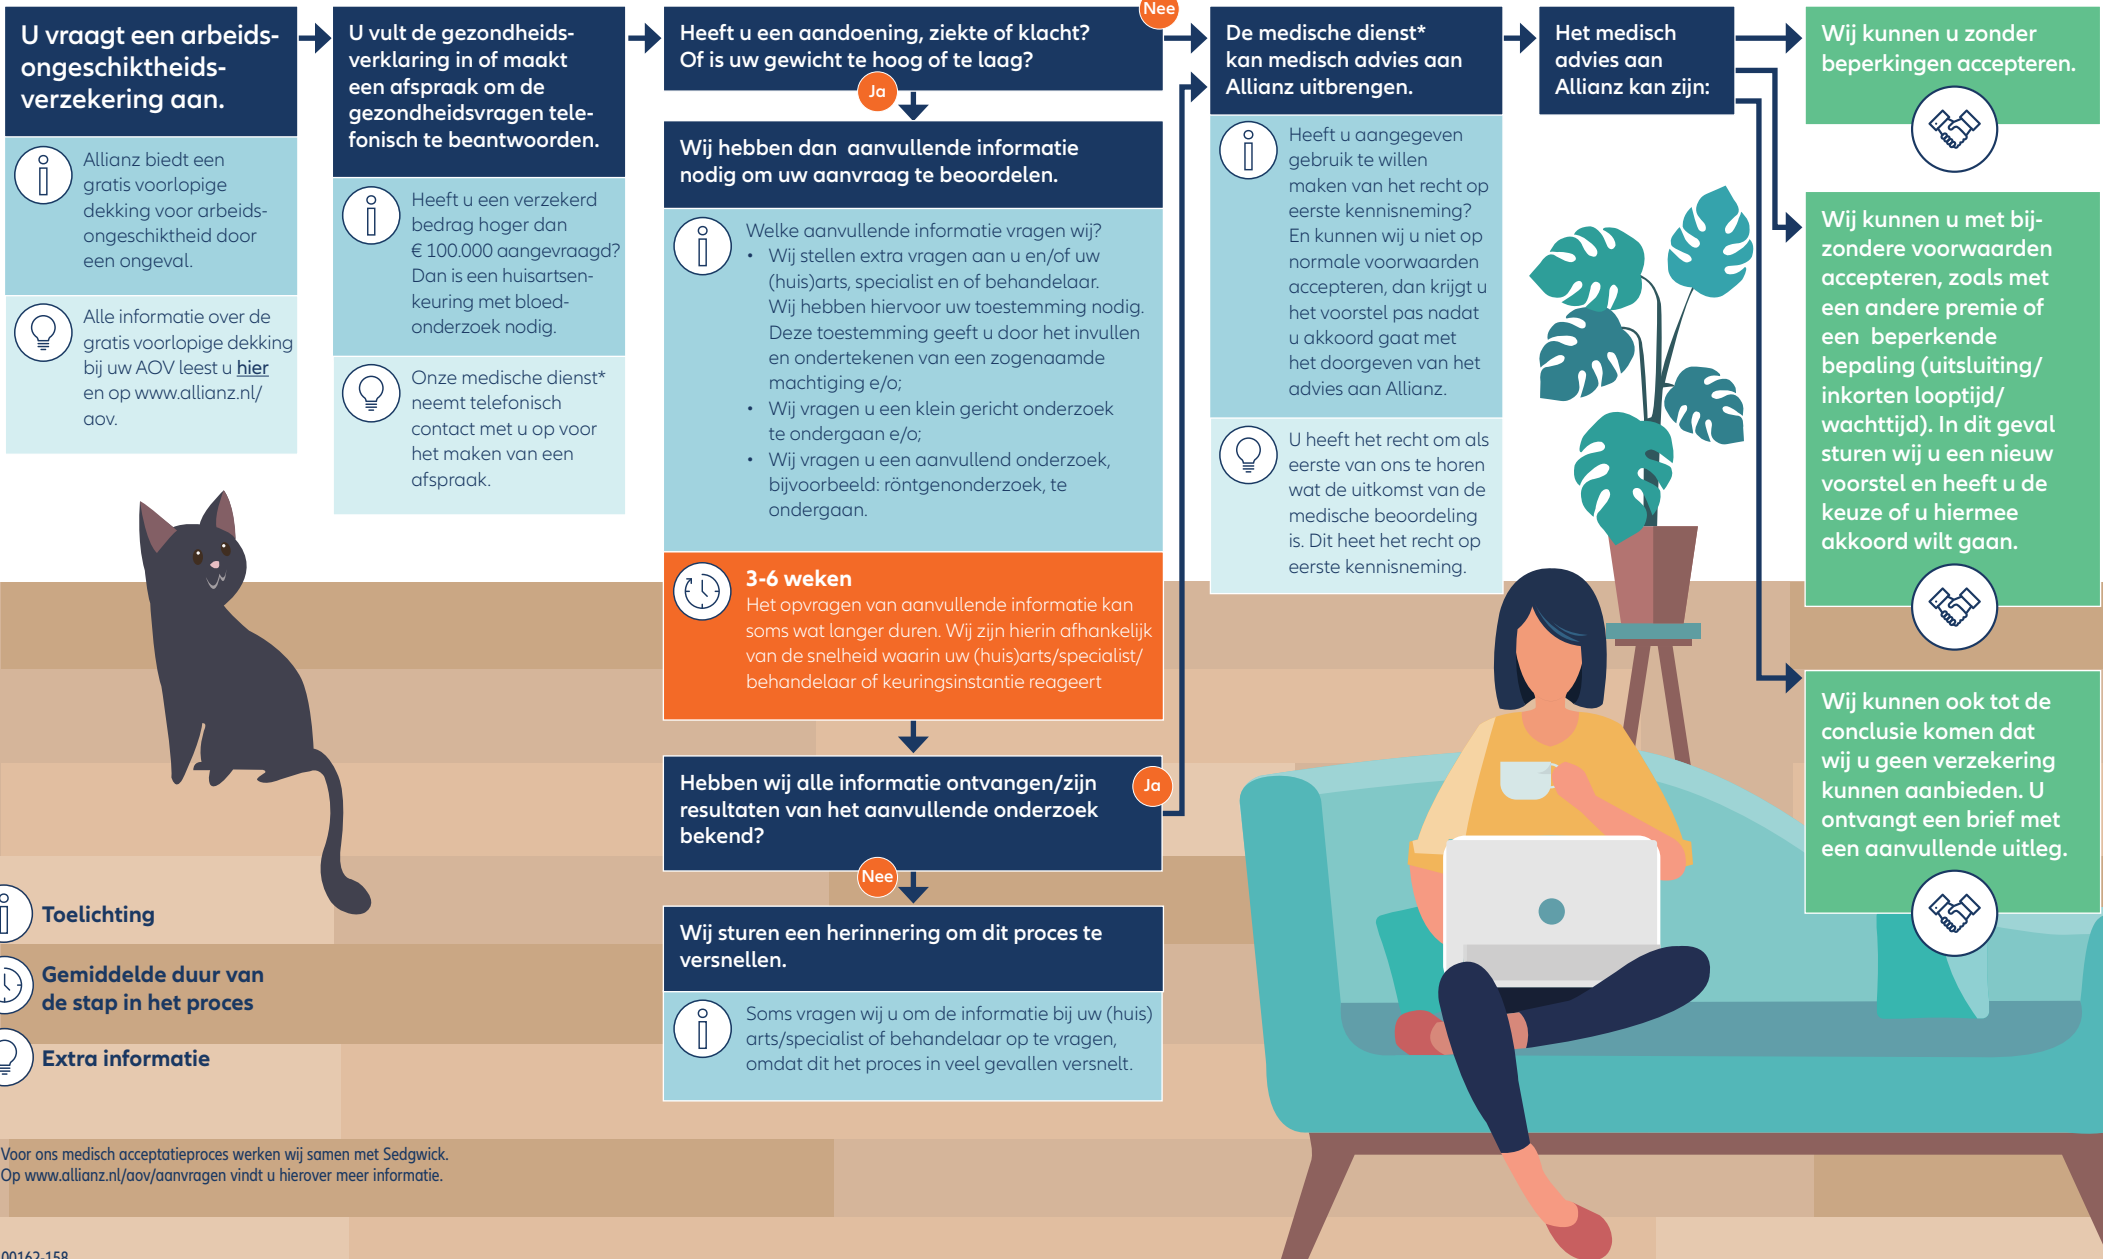 U vraagt een arbeids-
ongeschiktheids-
verzekering aan.
Allianz biedt een
gratis voorlopige
dekking voor arbeids-
ongeschiktheid door
een ongeval.
Alle informatie over de
gratis voorlopige dekking
bij uw AOV leest u hier
en op www.allianz.nl/
aov.
U vult de gezondheids-
verklaring in of maakt
een afspraak om de
gezondheidsvragen tele-
fonisch te beantwoorden.
Heeft u een verzekerd
bedrag hoger dan
€ 100.000 aangevraagd?
Dan is een huisartsen-
keuring met bloed-
onderzoek nodig.
Onze medische dienst*
neemt telefonisch
contact met u op voor
het maken van een
afspraak.
Heeft u een aandoening, ziekte of klacht?
Of is uw gewicht te hoog of te laag?
Nee
Ja
Wij hebben dan aanvullende informatie
nodig om uw aanvraag te beoordelen.
Welke aanvullende informatie vragen wij?
• Wij stellen extra vragen aan u en/of uw
(huis)arts, specialist en of behandelaar.
Wij hebben hiervoor uw toestemming nodig.
Deze toestemming geeft u door het invullen
en ondertekenen van een zogenaamde
machtiging e/o;
• Wij vragen u een klein gericht onderzoek
te ondergaan e/o;
• Wij vragen u een aanvullend onderzoek,
bijvoorbeeld: röntgenonderzoek, te
ondergaan.
3-6 weken
Het opvragen van aanvullende informatie kan
soms wat langer duren. Wij zijn hierin afhankelijk
van de snelheid waarin uw (huis)arts/specialist/
behandelaar of keuringsinstantie reageert
Hebben wij alle informatie ontvangen/zijn
resultaten van het aanvullende onderzoek
bekend?
Ja
Nee
Wij sturen een herinnering om dit proces te
versnellen.
Soms vragen wij u om de informatie bij uw (huis)
arts/specialist of behandelaar op te vragen,
omdat dit het proces in veel gevallen versnelt.
De medische dienst*
kan medisch advies aan
Allianz uitbrengen.
Heeft u aangegeven
gebruik te willen
maken van het recht op
eerste kennisneming?
En kunnen wij u niet op
normale voorwaarden
accepteren, dan krijgt u
het voorstel pas nadat
u akkoord gaat met
het doorgeven van het
advies aan Allianz.
U heeft het recht om als
eerste van ons te horen
wat de uitkomst van de
medische beoordeling
is. Dit heet het recht op
eerste kennisneming.
Het medisch
advies aan
Allianz kan zijn:
Wij kunnen u zonder
beperkingen accepteren.
Wij kunnen u met bij-
zondere voorwaarden
accepteren, zoals met
een andere premie of
een beperkende
bepaling (uitsluiting/
inkorten looptijd/
wachttijd). In dit geval
sturen wij u een nieuw
voorstel en heeft u de
keuze of u hiermee
akkoord wilt gaan.
Wij kunnen ook tot de
conclusie komen dat
wij u geen verzekering
kunnen aanbieden. U
ontvangt een brief met
een aanvullende uitleg.
Toelichting
Gemiddelde duur van
de stap in het proces
Extra informatie
Voor ons medisch acceptatieproces werken wij samen met Sedgwick.
Op www.allianz.nl/aov/aanvragen vindt u hierover meer informatie.
00162-158